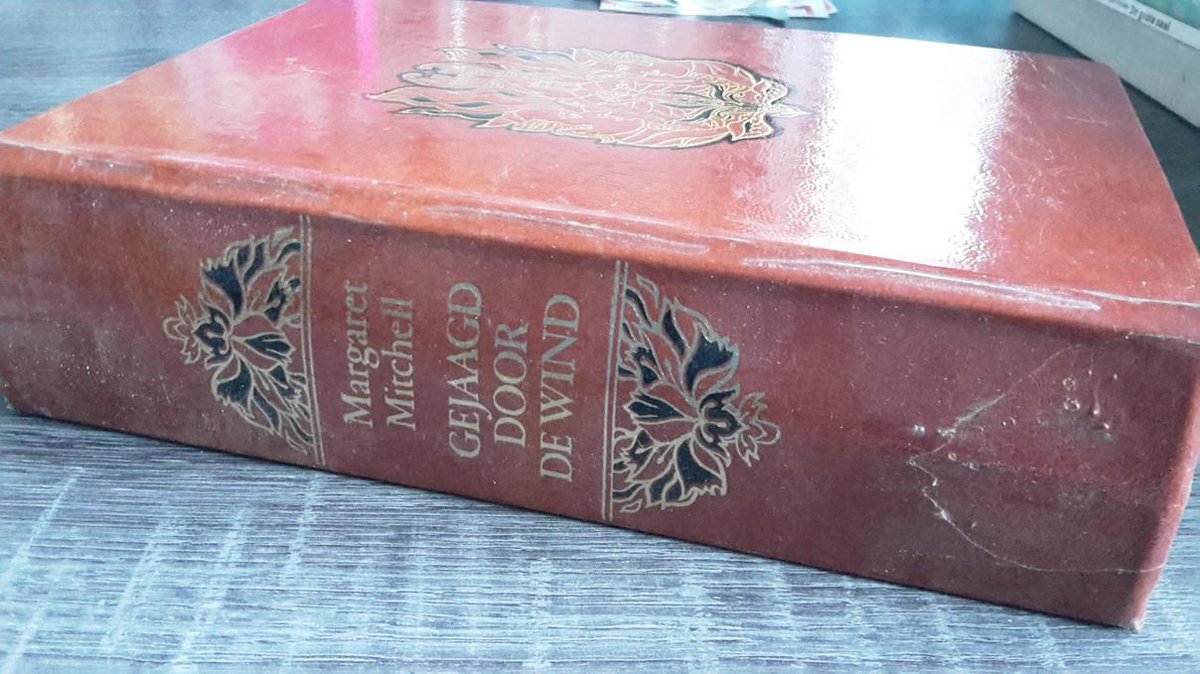 Margaret
Mitchell
GEJAAGD
DOOR
DE WIND